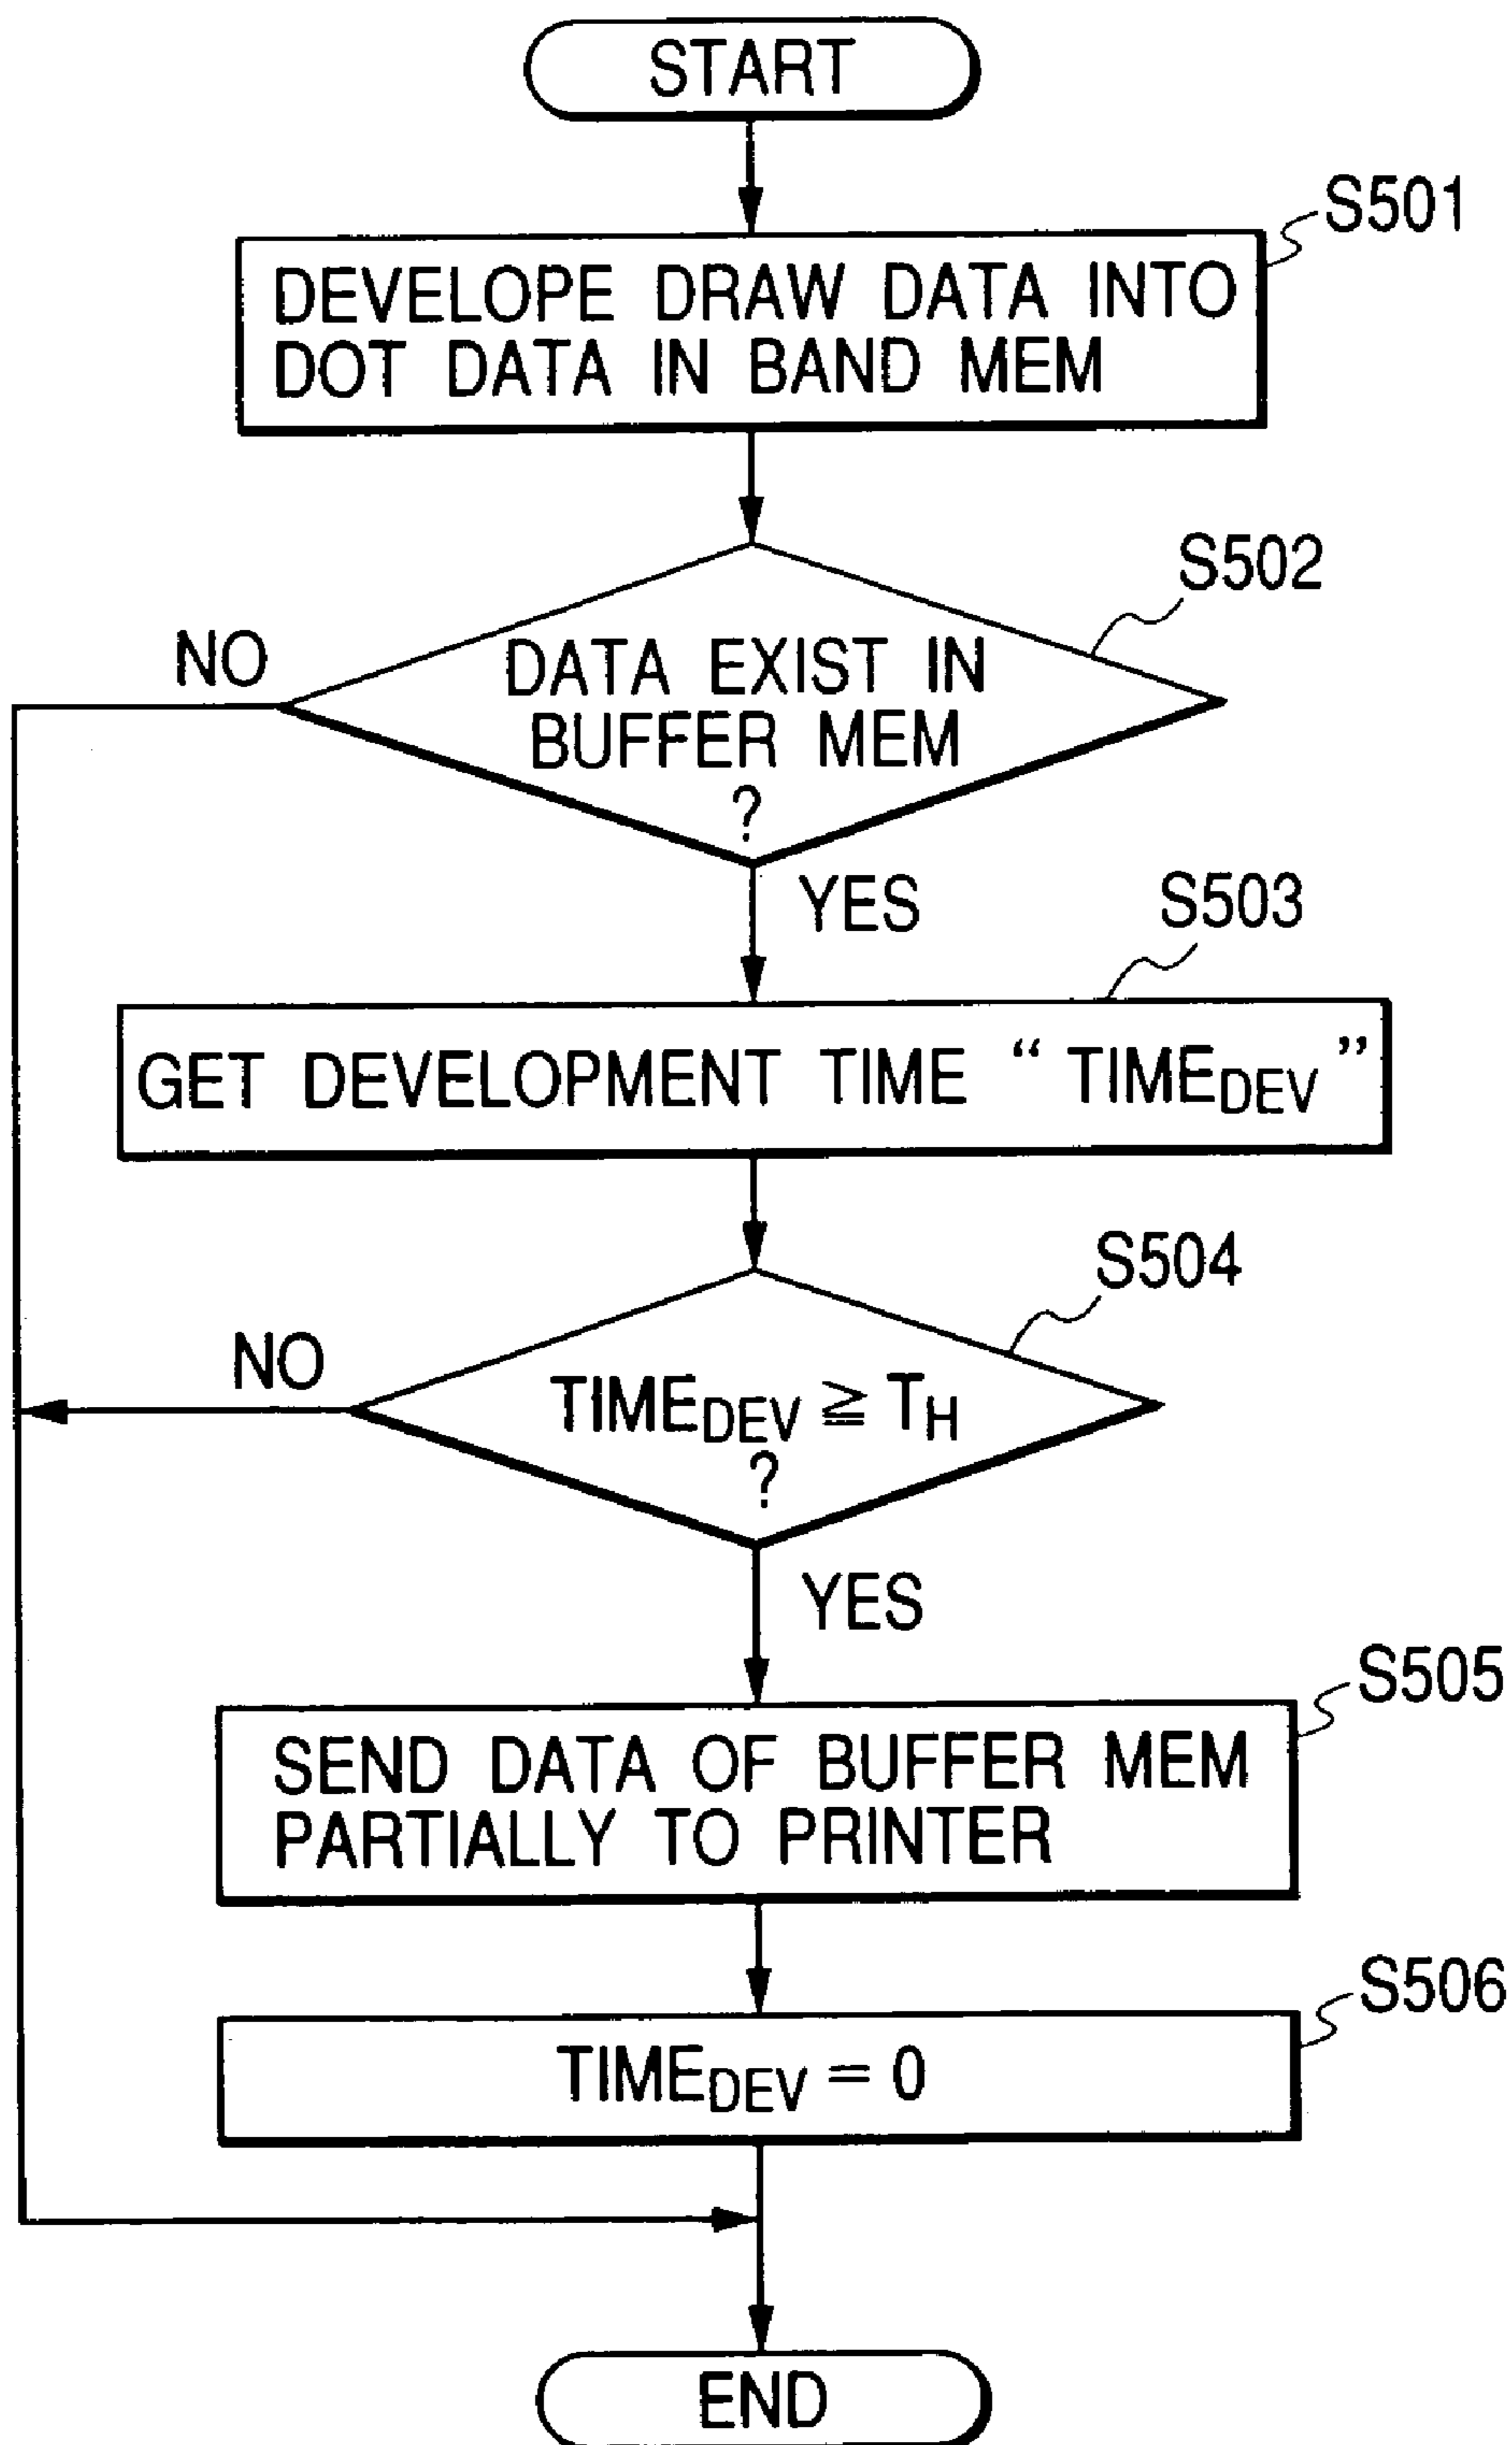 START
S501
DEVELOPE DRAW DATA INTO
DOT DATA IN BAND MEM
S502
NO
DATA EXIST IN
BUFFER MEM
?
YES
S503
GET DEVELOPMENT TIME “ TIMEDEV ”
S504
NO
TIMEDEV ≧ TH
?
YES
S505
SEND DATA OF BUFFER MEM
PARTIALLY TO PRINTER
S506
TIMEDEV = 0
END